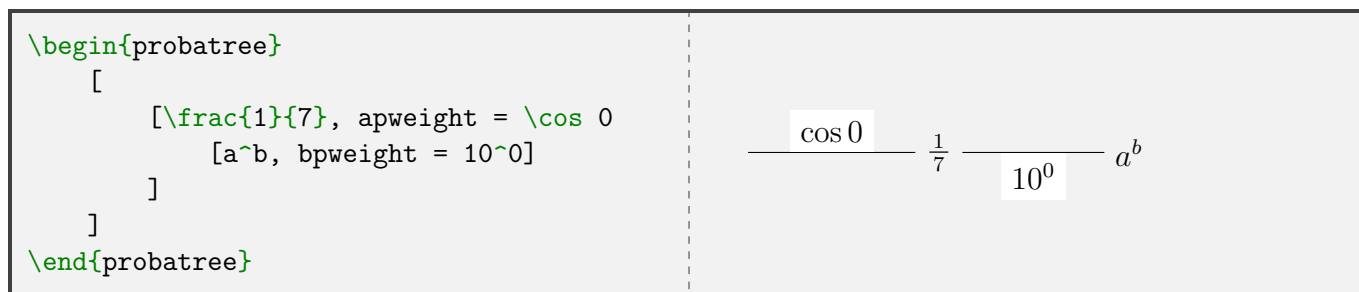 \begin{probatree}
[
[\frac{1}{7}, apweight = \cos 0
[a^b, bpweight = 10^0]
]
]
\end{probatree}
cos 0
1/7 a^b
10^0